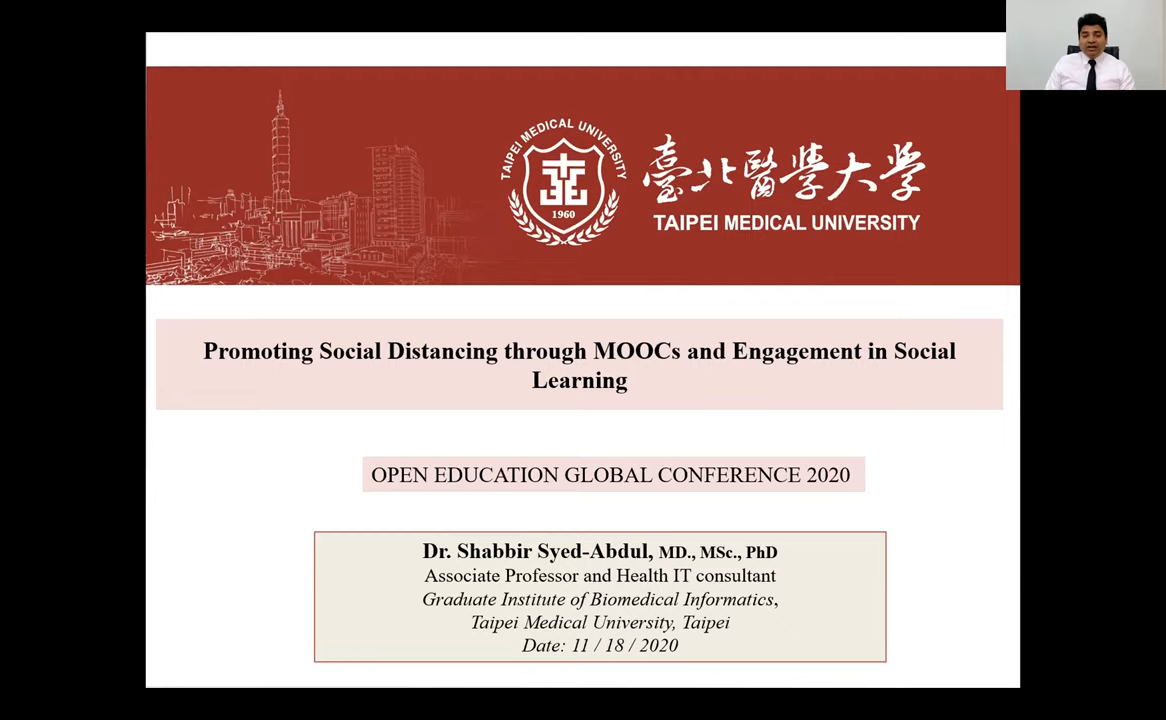 TAIPEI MEDICAL UNIVERSITY
1960
臺北醫學大学
TAIPEI MEDICAL UNIVERSITY
Promoting Social Distancing through MOOCs and Engagement in Social
Learning
OPEN EDUCATION GLOBAL CONFERENCE 2020
Dr. Shabbir Syed-Abdul, MD., MSc., PhD
Associate Professor and Health IT consultant
Graduate Institute of Biomedical Informatics,
Taipei Medical University, Taipei
Date: 11 / 18 / 2020